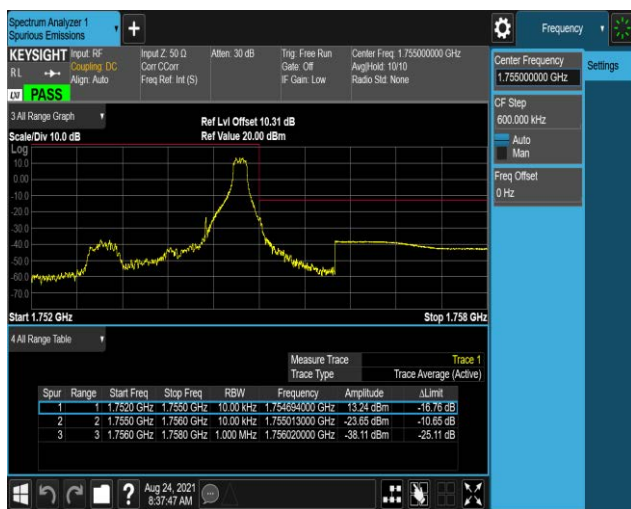 Spectrum Analyzer 1
Spurious Emissions
+
Frequency
KEYSIGHT
RL
LXI PASS
Input: RF
Coupling: DC
Align: Auto
Input Z: 50 Ω
Corr CCorr
Freq Ref: Int (S)
Atten: 30 dB
Trig: Free Run
Gate: Off
IF Gain: Low
Center Freq: 1.755000000 GHz
Avg|Hold: 10/10
Radio Std: None
Center Frequency
1.755000000 GHz
Settings
CF Step
600.000 kHz
Auto
Man
Freq Offset
0 Hz
3 All Range Graph
Scale/Div 10.0 dB
Ref Lvl Offset 10.31 dB
Ref Value 20.00 dBm
Log
10.0
0.00
-10.0
-20.0
-30.0
-40.0
-50.0
-60.0
-70.0
Start 1.752 GHz Stop 1.758 GHz
4 All Range Table
Measure Trace Trace 1
Trace Type Trace Average (Active)
Spur Range Start Freq Stop Freq RBW Frequency Amplitude ΔLimit
1 1 1.7520 GHz 1.7550 GHz 10.00 kHz 1.754694000 GHz 13.24 dBm -16.76 dB
2 2 1.7550 GHz 1.7560 GHz 10.00 kHz 1.755013000 GHz -23.65 dBm -10.65 dB
3 3 1.7560 GHz 1.7580 GHz 1.000 MHz 1.756020000 GHz -38.11 dBm -25.11 dB
?
Aug 24, 2021
8:37:47 AM